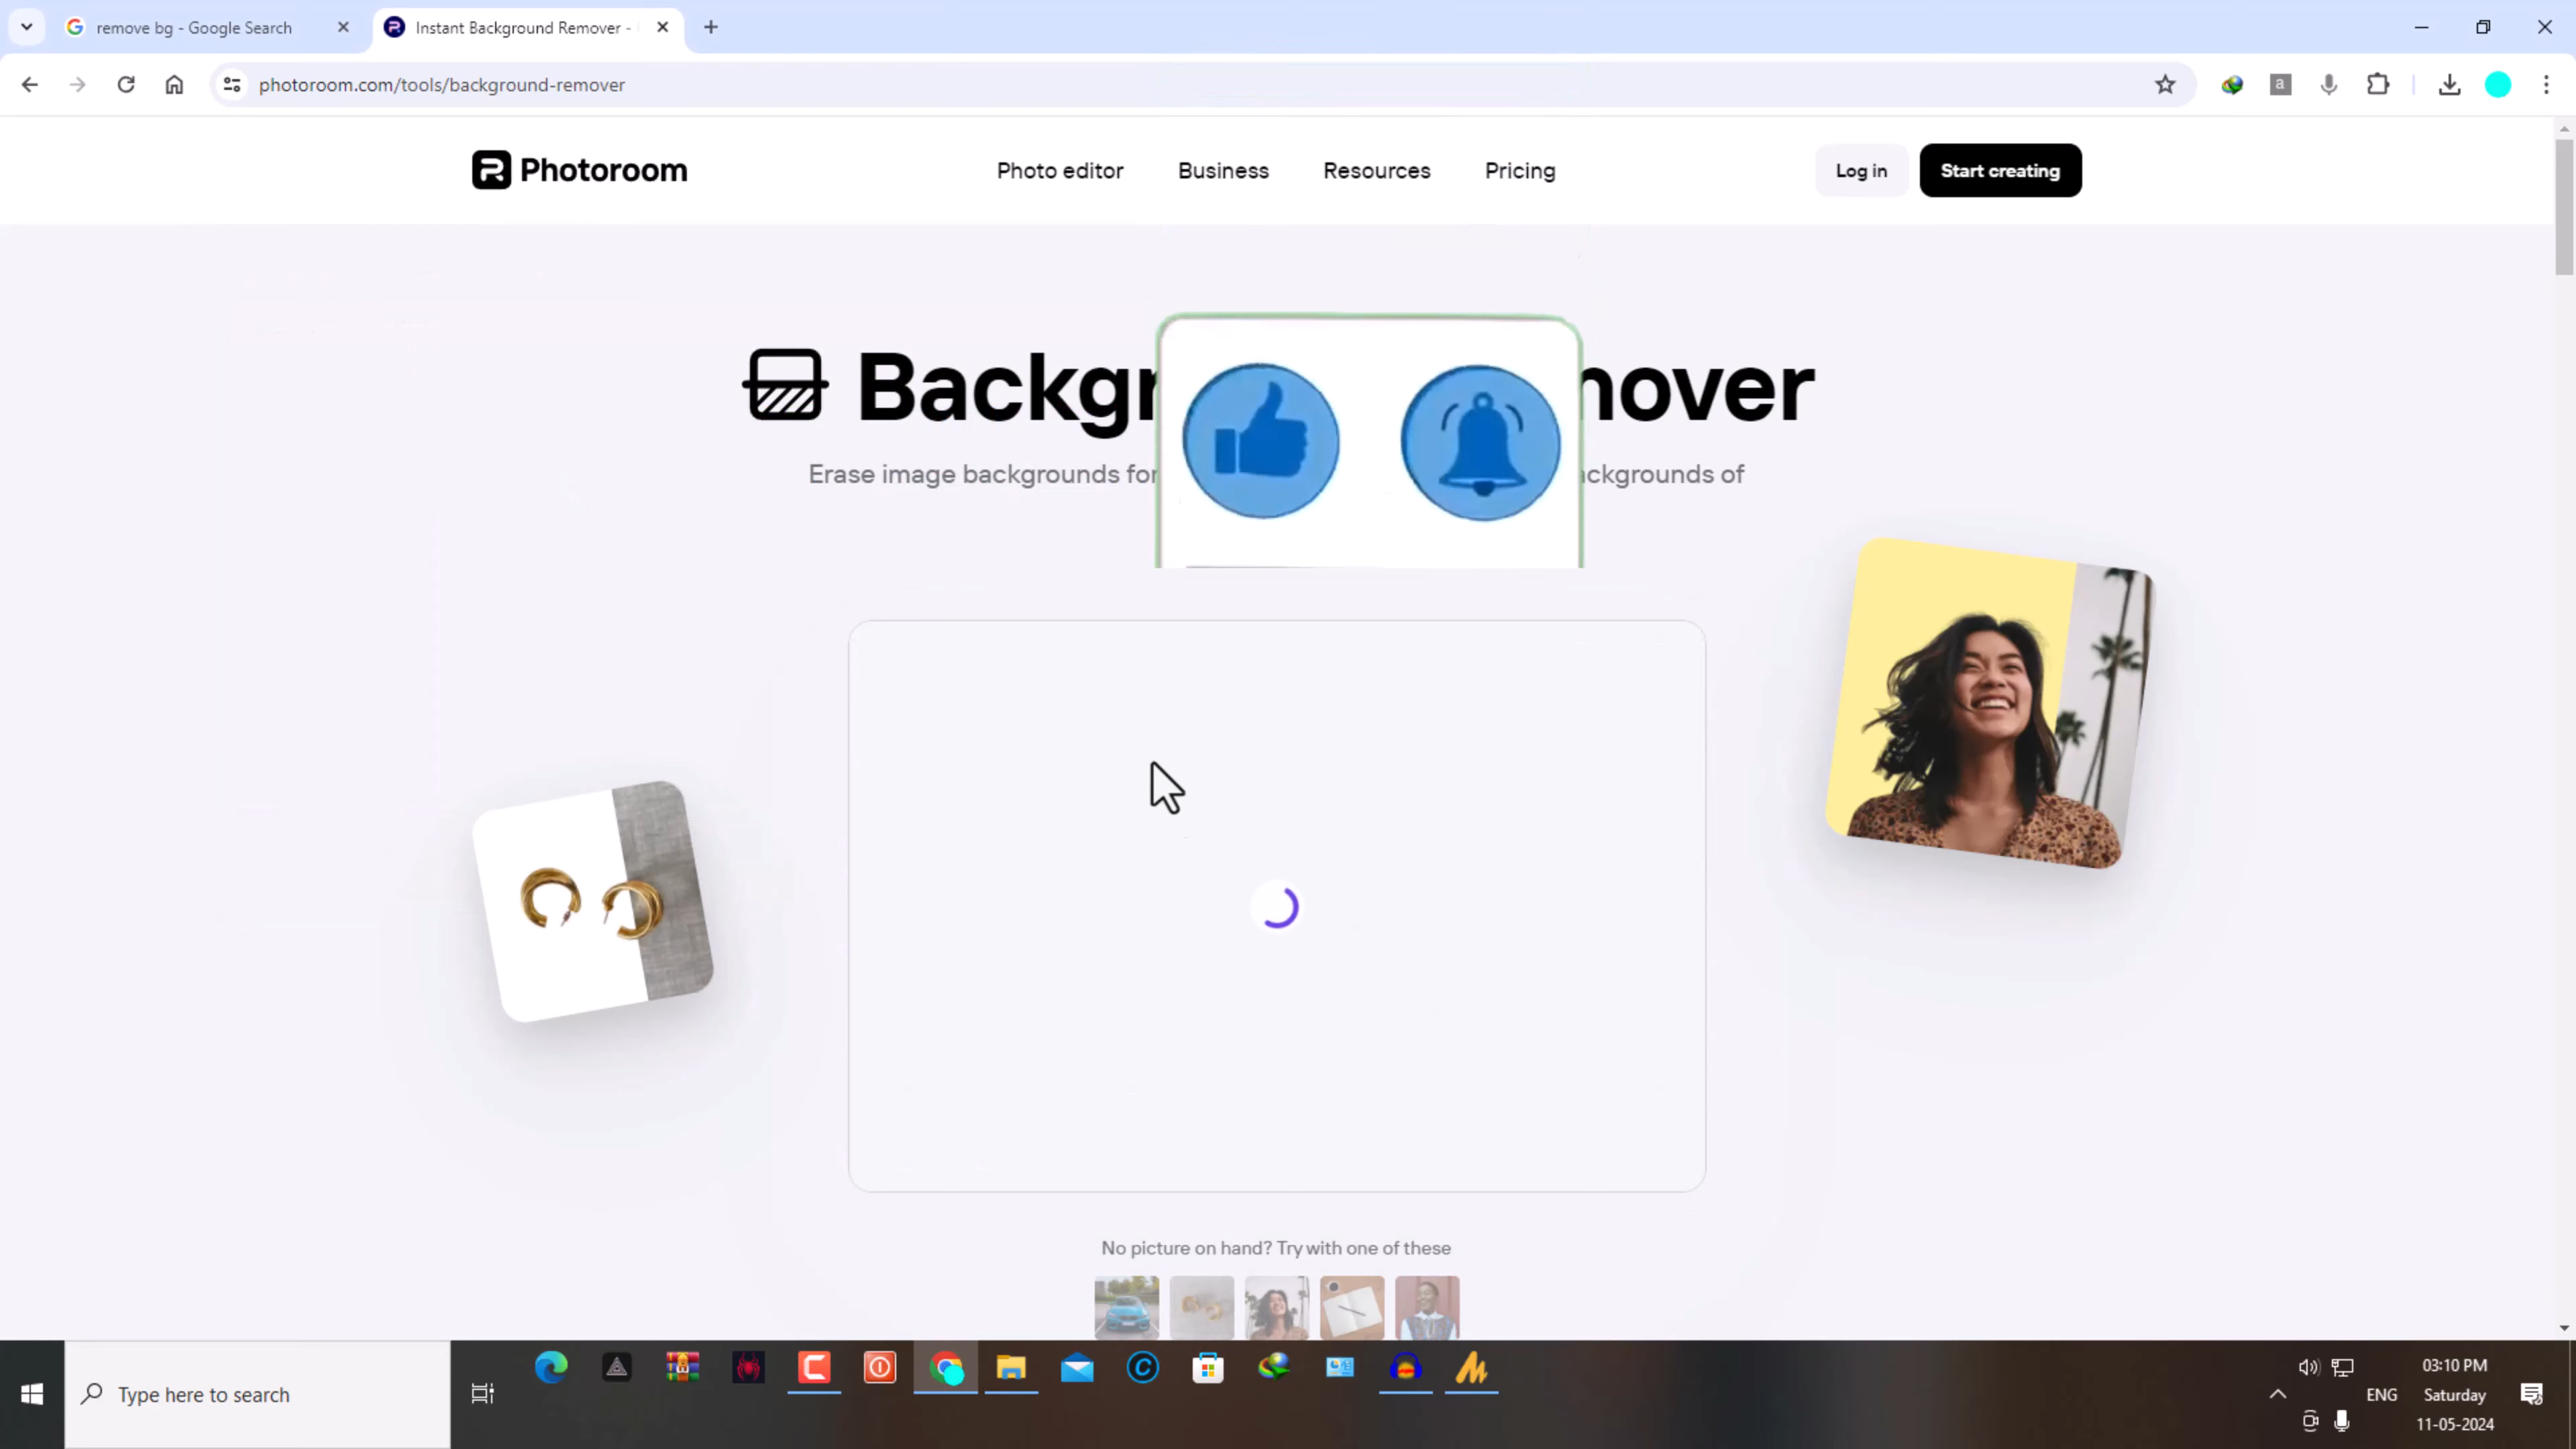 remove bg - Google Search
Instant Background Remover -
photoroom.com/tools/background-remover
a
Photoroom
Photo editor
Business
Resources
Pricing
Log in
Start creating
Backgr
mover
Erase image backgrounds for
ckgrounds of
No picture on hand? Try with one of these
Type here to search
ENG
03:10 PM
Saturday
11-05-2024